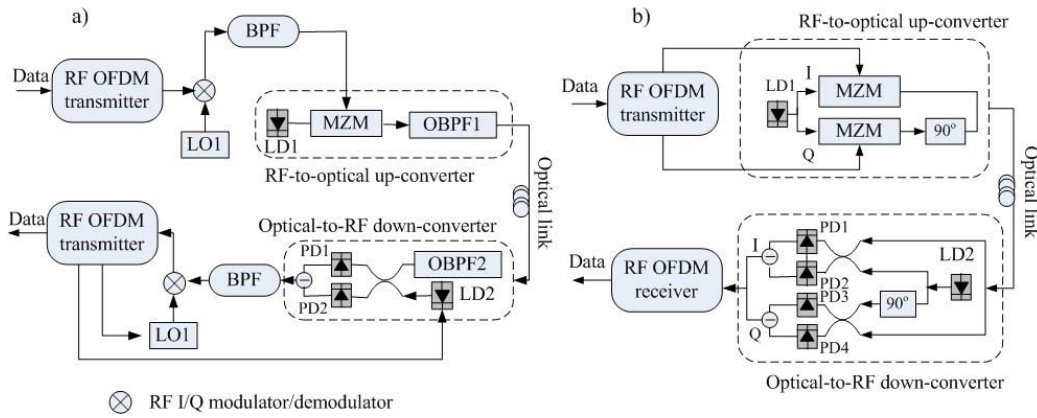 a)
BPF
Data
RF OFDM
transmitter
LO1
LD1
MZM
OBPF1
RF-to-optical up-converter
Optical link
Optical-to-RF down-converter
Data
RF OFDM
transmitter
BPF
PD1
PD2
OBPF2
LD2
LO1
RF I/Q modulator/demodulator
b)
RF-to-optical up-converter
Data
RF OFDM
transmitter
LD1
I
MZM
MZM
90°
Q
Optical link
Data
RF OFDM
receiver
I
PD1
PD2
PD3
LD2
90°
Q
PD4
Optical-to-RF down-converter